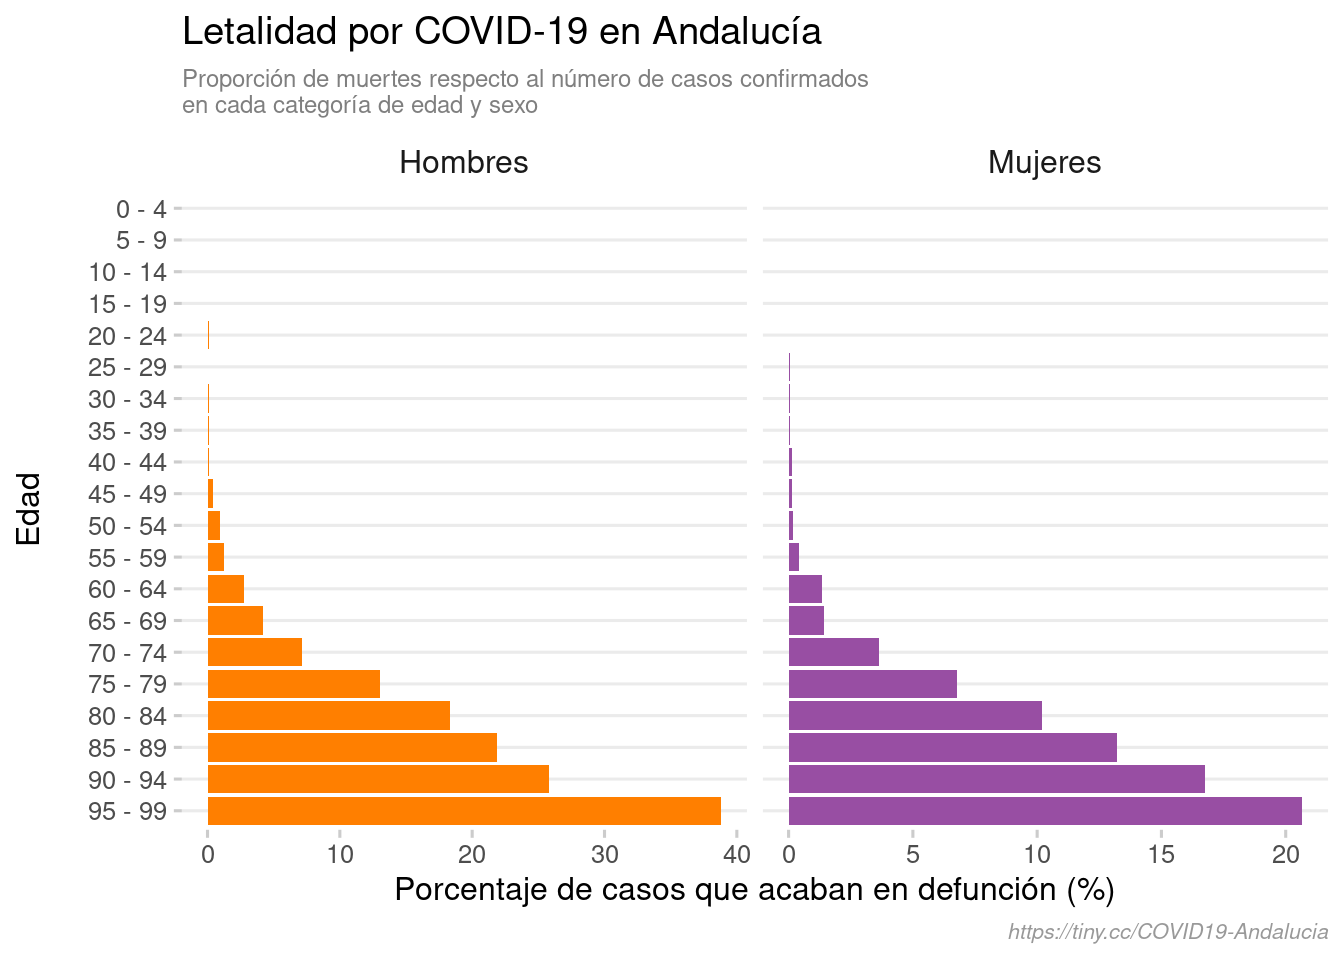 Letalidad por COVID-19 en Andalucía
Proporción de muertes respecto al número de casos confirmados
en cada categoría de edad y sexo
Hombres
Mujeres
Edad
0 - 4
5 - 9
10 - 14
15 - 19
20 - 24
25 - 29
30 - 34
35 - 39
40 - 44
45 - 49
50 - 54
55 - 59
60 - 64
65 - 69
70 - 74
75 - 79
80 - 84
85 - 89
90 - 94
95 - 99
0 10 20 30 40
0 5 10 15 20
Porcentaje de casos que acaban en defunción (%)
https://tiny.cc/COVID19-Andalucia